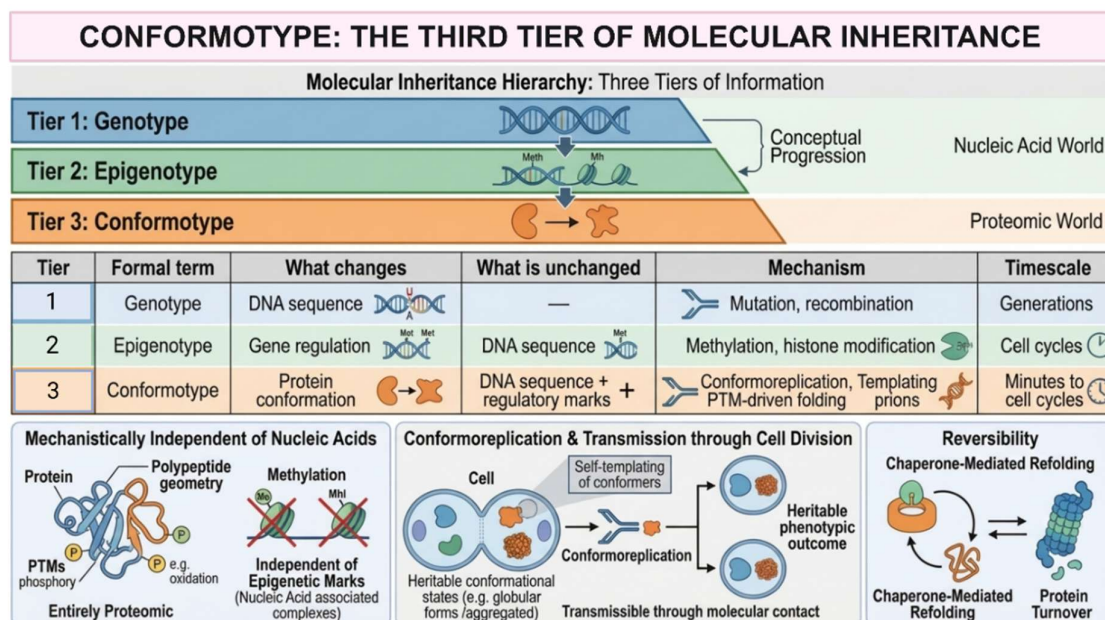 CONFORMOTYPE: THE THIRD TIER OF MOLECULAR INHERITANCE
Molecular Inheritance Hierarchy: Three Tiers of Information
Tier 1: Genotype
Tier 2: Epigenotype
Meth
Mh
Tier 3: Conformotype
Conceptual
Progression
Nucleic Acid World
Proteomic World
Tier Formal term What changes What is unchanged Mechanism Timescale
1 Genotype DNA sequence — Mutation, recombination Generations
U
A
2 Epigenotype Gene regulation DNA sequence Methylation, histone modification Cell cycles
Mot Met
Met
3 Conformotype Protein
conformation
DNA sequence +
regulatory marks +
Conformoreplication, Templating
PTM-driven folding prions
Minutes to
cell cycles
Mechanistically Independent of Nucleic Acids
Protein
Polypeptide
geometry
P
P
P
PTMs
phosphory
e.g.
oxidation
Entirely Proteomic
Methylation
Me
Mhl
Independent of
Epigenetic Marks
(Nucleic Acid associated
complexes)
Conformoreplication & Transmission through Cell Division
Cell
Self-templating
of conformers
Conformoreplication
Heritable
phenotypic
outcome
Heritable conformational
states (e.g. globular
forms /aggregated)
Transmissible through molecular contact
Reversibility
Chaperone-Mediated Refolding
Chaperone-Mediated
Refolding
Protein
Turnover